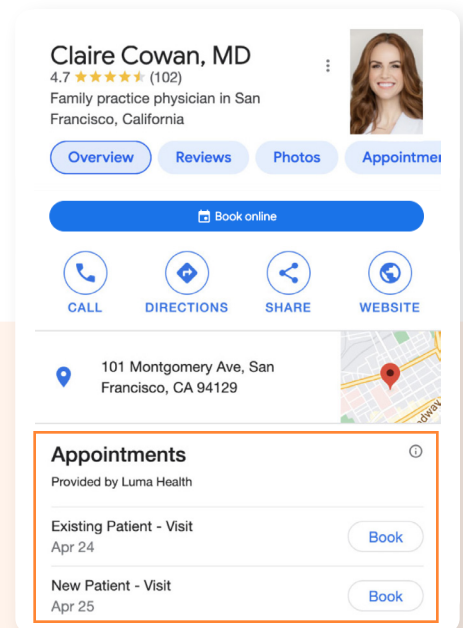 Claire Cowan, MD
4.7 ★★★★★ (102)
Family practice physician in San
Francisco, California
Overview Reviews Photos Appointmen
Book online
CALL DIRECTIONS SHARE WEBSITE
101 Montgomery Ave, San
Francisco, CA 94129
Appointments
Provided by Luma Health
Existing Patient - Visit
Apr 24
Book
New Patient - Visit
Apr 25
Book